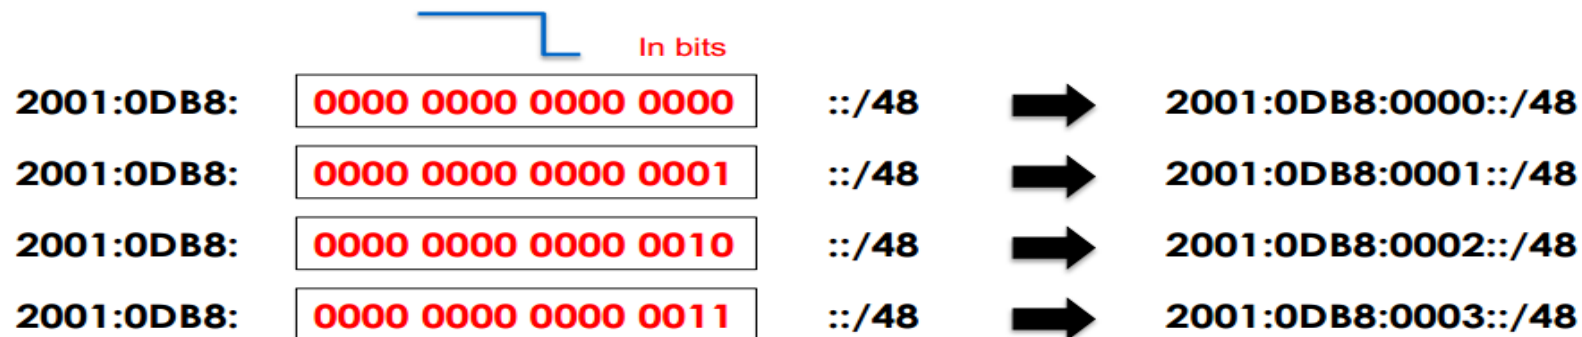 In bits
2001:0DB8: 0000 0000 0000 0000 ::/48 2001:0DB8:0000::/48
2001:0DB8: 0000 0000 0000 0001 ::/48 2001:0DB8:0001::/48
2001:0DB8: 0000 0000 0000 0010 ::/48 2001:0DB8:0002::/48
2001:0DB8: 0000 0000 0000 0011 ::/48 2001:0DB8:0003::/48